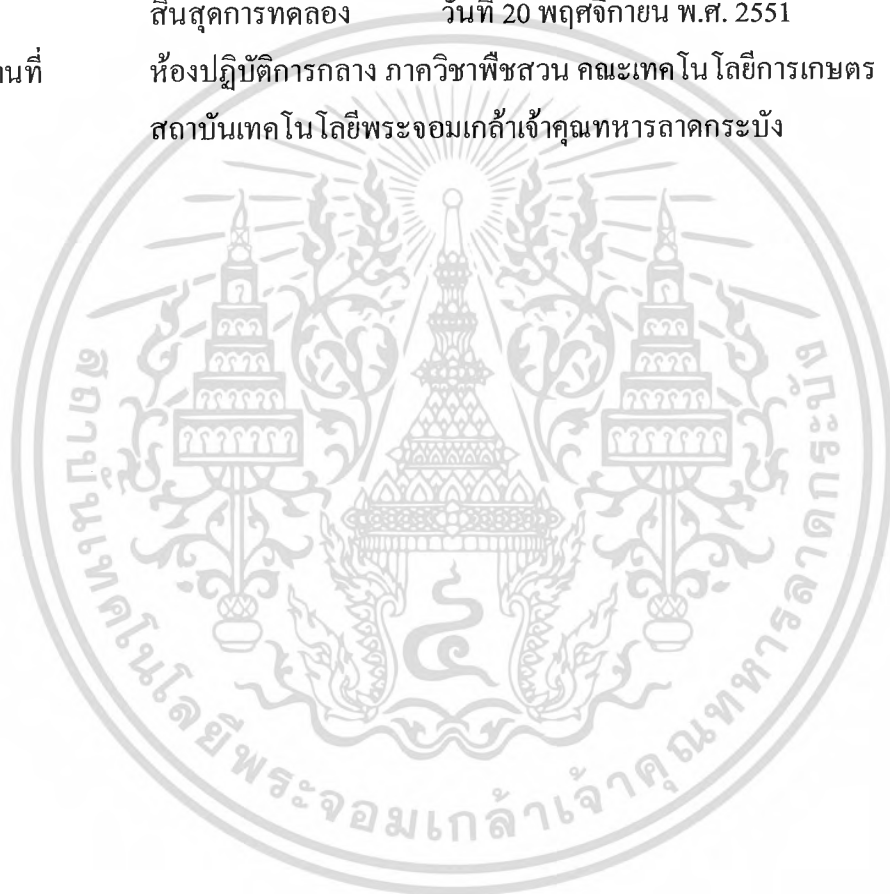 สิ้นสุดการทดลอง วันที่ 20 พฤศจิกายน พ.ศ. 2551
ห้องปฏิบัติการกลาง ภาควิชาพืชสวน คณะเทคโนโลยีการเกษตร
สถาบันเทคโนโลยีพระจอมเกล้าเจ้าคุณทหารลาดกระบัง
สถาบันเทคโนโลยีพระจอมเกล้าเจ้าคุณทหารลาดกระบัง
๔